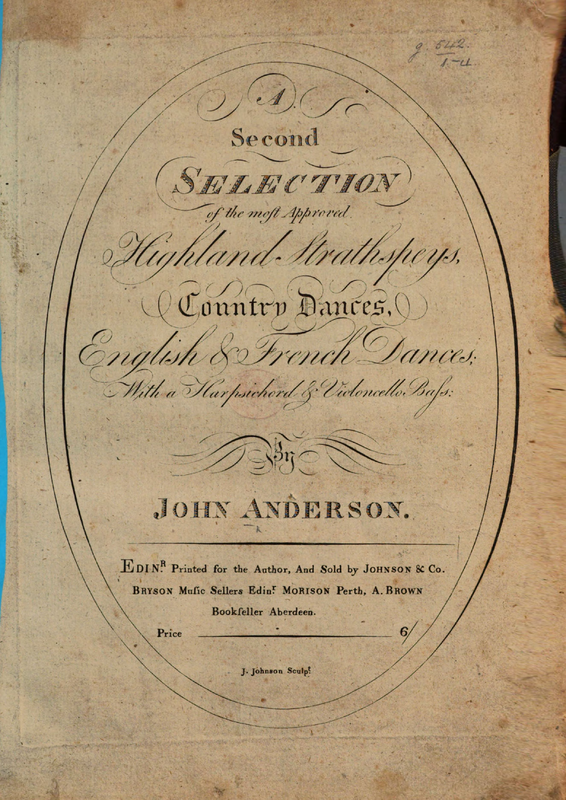 g. 642.
1-4
A
Second
SELECTION
of the moſt Approved
Highland Strathspeys,
Country Dances,
English & French Dances;
With a Harpsichord & Violoncello Baſs:
By
JOHN ANDERSON.
EDINR Printed for the Author, And Sold by JOHNSON & Co.
BRYSON Muſic Sellers Edinr MORISON Perth, A. BROWN
Bookſeller Aberdeen.
Price 6/
J. Johnson Sculpt